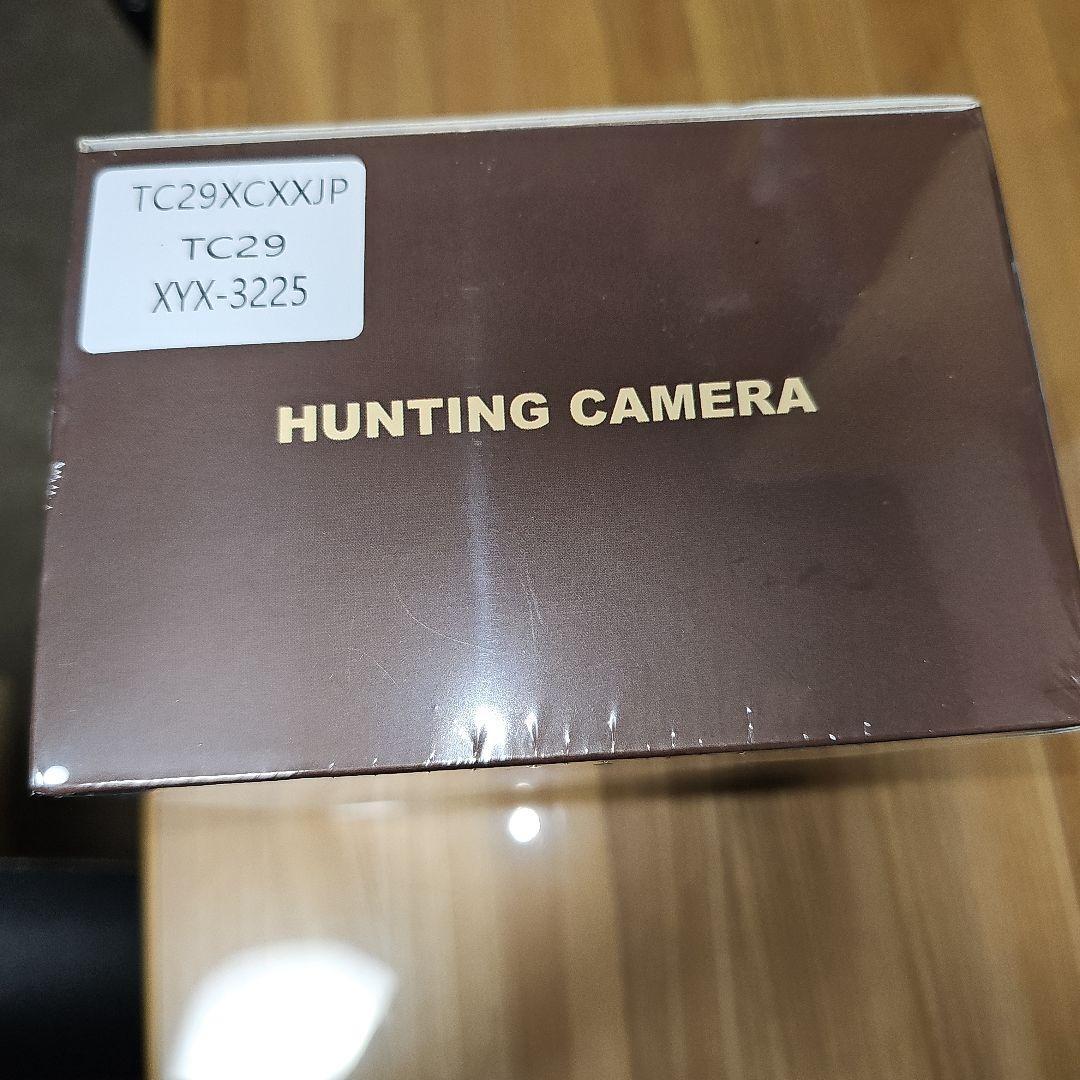 TC29XCXXJP
TC29
XYX-3225
HUNTING CAMERA